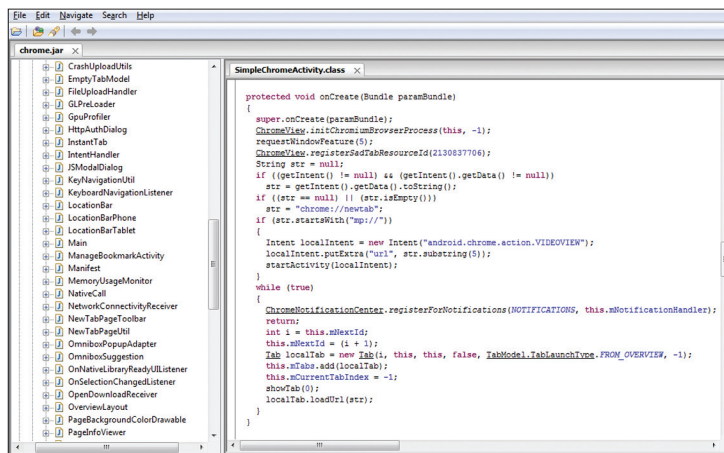 File Edit Navigate Search Help
chrome.jar
CrashUploadUtils
EmptyTabModel
FileUploadHandler
GLPreLoader
GpuProfiler
HttpAuthDialog
InstantTab
IntentHandler
JSModalDialog
KeyNavigationUtil
KeyboardNavigationListener
LocationBar
LocationBarPhone
LocationBarTablet
Main
ManageBookmarkActivity
Manifest
MemoryUsageMonitor
NativeCall
NetworkConnectivityReceiver
NewTabPageToolbar
NewTabPageUtil
OmniboxPopupAdapter
OmniboxSuggestion
OnNativeLibraryReadyUIListener
OnSelectionChangedListener
OpenDownloadReceiver
OverviewLayout
PageBackgroundColorDrawable
PageInfoViewer
SimpleChromeActivity.class
protected void onCreate(Bundle paramBundle)
{
super.onCreate(paramBundle);
ChromeView.initChromiumBrowserProcess(this, -1);
requestWindowFeature(5);
ChromeView.registerSadTabResourceId(2130837706);
String str = null;
if ((getIntent() != null) && (getIntent().getData() != null))
str = getIntent().getData().toString();
if ((str == null) || (str.isEmpty()))
str = "chrome://newtab";
if (str.startsWith("mp://"))
{
Intent localIntent = new Intent("android.chrome.action.VIDEOVIEW");
localIntent.putExtra("url", str.substring(5));
startActivity(localIntent);
}
while (true)
{
ChromeNotificationCenter.registerForNotifications(NOTIFICATIONS, this.mNotificationHandler);
return;
int i = this.mNextId;
this.mNextId = (i + 1);
Tab localTab = new Tab(i, this, this, false, TabModel.TabLaunchType.FROM_OVERVIEW, -1);
this.mTabs.add(localTab);
this.mCurrentTabIndex = -1;
showTab(0);
localTab.loadUrl(str);
}
}